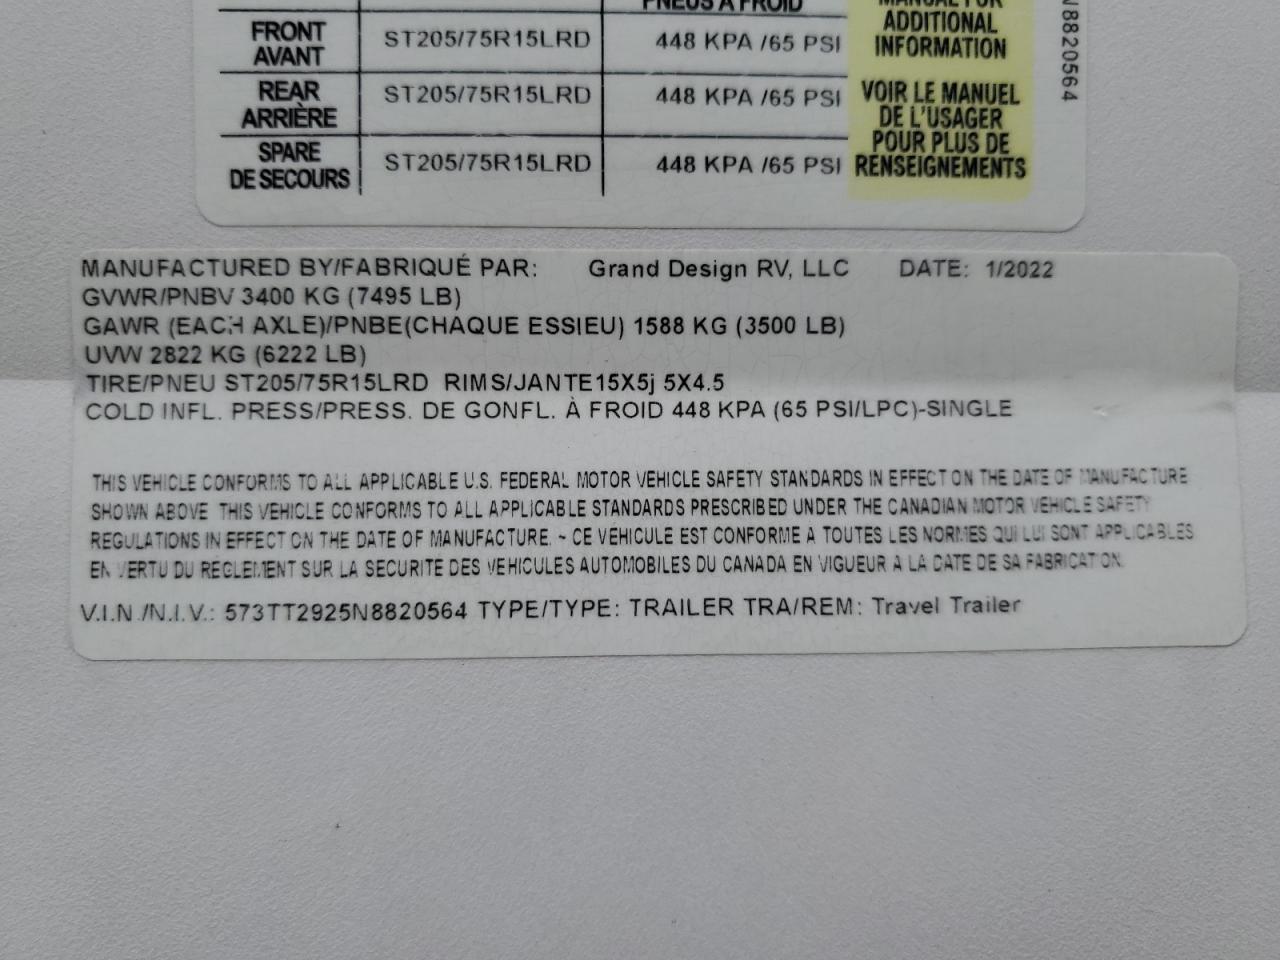 PNEUS À FROID
MANUAL FOR
ADDITIONAL
INFORMATION
FRONT
AVANT
ST205/75R15LRD
448 KPA /65 PSI
REAR
ARRIÈRE
ST205/75R15LRD
448 KPA /65 PSI
SPARE
DE SECOURS
ST205/75R15LRD
448 KPA /65 PSI
VOIR LE MANUEL
DE L'USAGER
POUR PLUS DE
RENSEIGNEMENTS
N8820564
MANUFACTURED BY/FABRIQUÉ PAR: Grand Design RV, LLC DATE: 1/2022
GVWR/PNBV 3400 KG (7495 LB)
GAWR (EACH AXLE)/PNBE(CHAQUE ESSIEU) 1588 KG (3500 LB)
UVW 2822 KG (6222 LB)
TIRE/PNEU ST205/75R15LRD RIMS/JANTE15X5j 5X4.5
COLD INFL. PRESS/PRESS. DE GONFL. À FROID 448 KPA (65 PSI/LPC)-SINGLE
THIS VEHICLE CONFORMS TO ALL APPLICABLE U.S. FEDERAL MOTOR VEHICLE SAFETY STANDARDS IN EFFECT ON THE DATE OF MANUFACTURE
SHOWN ABOVE THIS VEHICLE CONFORMS TO ALL APPLICABLE STANDARDS PRESCRIBED UNDER THE CANADIAN MOTOR VEHICLE SAFETY
REGULATIONS IN EFFECT ON THE DATE OF MANUFACTURE. ~ CE VÉHICULE EST CONFORME A TOUTES LES NORMES QUI LUI SONT APPLICABLES
EN VERTU DU REGLEMENT SUR LA SECURITE DES VEHICULES AUTOMOBILES DU CANADA EN VIGUEUR A LA DATE DE SA FABRICATION.
V.I.N./N.I.V.: 573TT2925N8820564 TYPE/TYPE: TRAILER TRA/REM: Travel Trailer